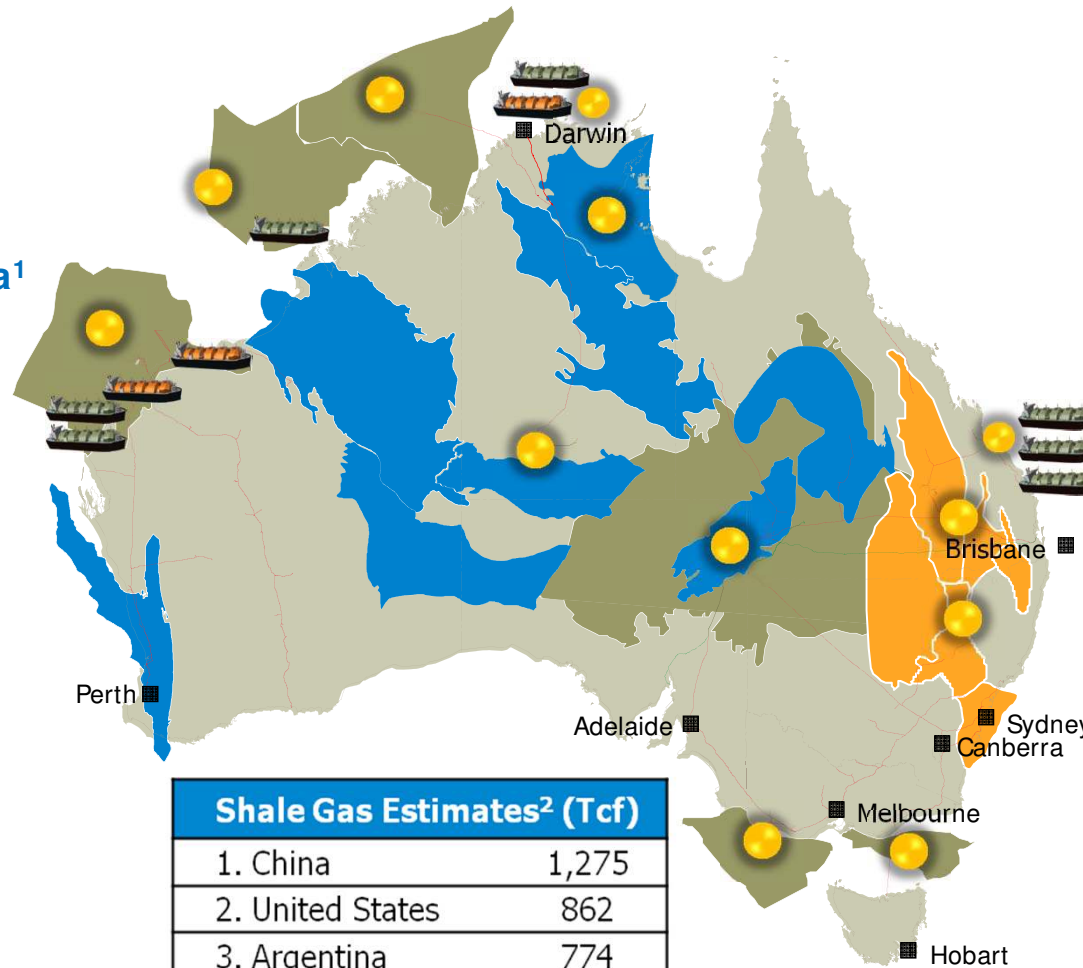 Darwin
a¹
Brisbane
Perth
Adelaide
Sydney
Canberra
Melbourne
Hobart
Shale Gas Estimates² (Tcf)
1. China 1,275
2. United States 862
3. Argentina 774